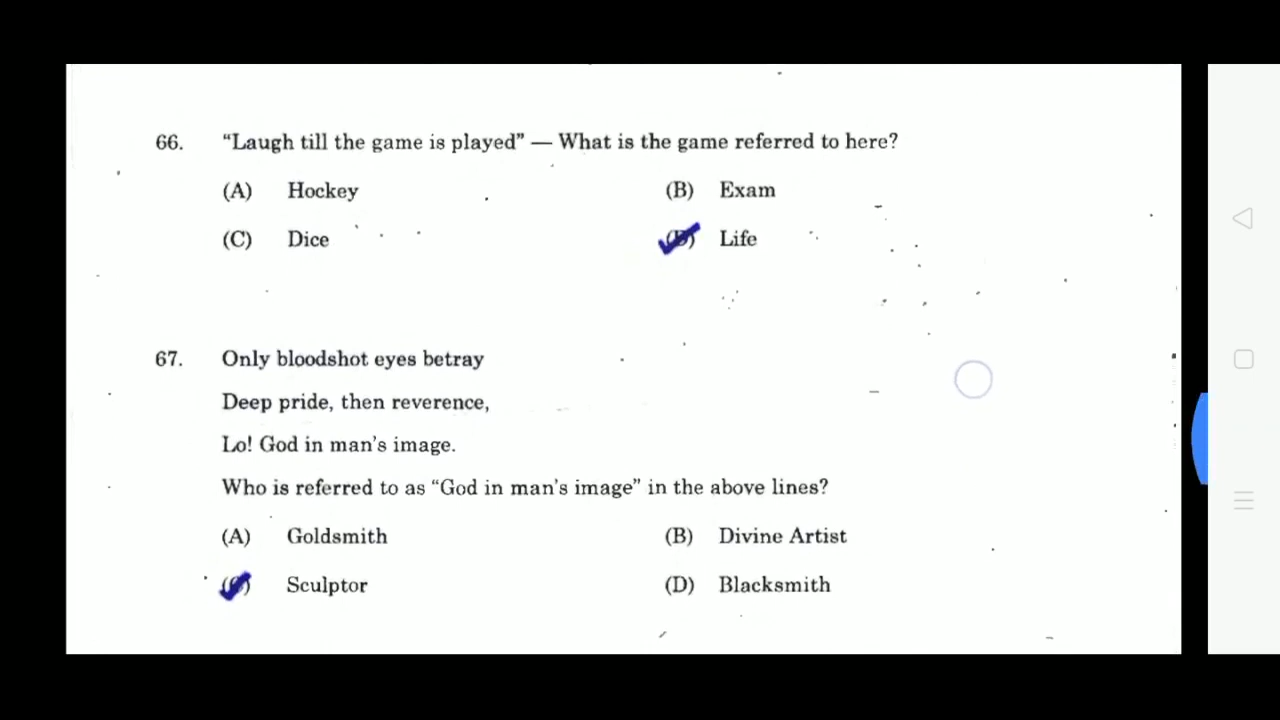 66. “Laugh till the game is played” — What is the game referred to here?
(A) Hockey (B) Exam
(C) Dice (D) Life
67. Only bloodshot eyes betray
Deep pride, then reverence,
Lo! God in man’s image.
Who is referred to as “God in man’s image” in the above lines?
(A) Goldsmith (B) Divine Artist
(C) Sculptor (D) Blacksmith